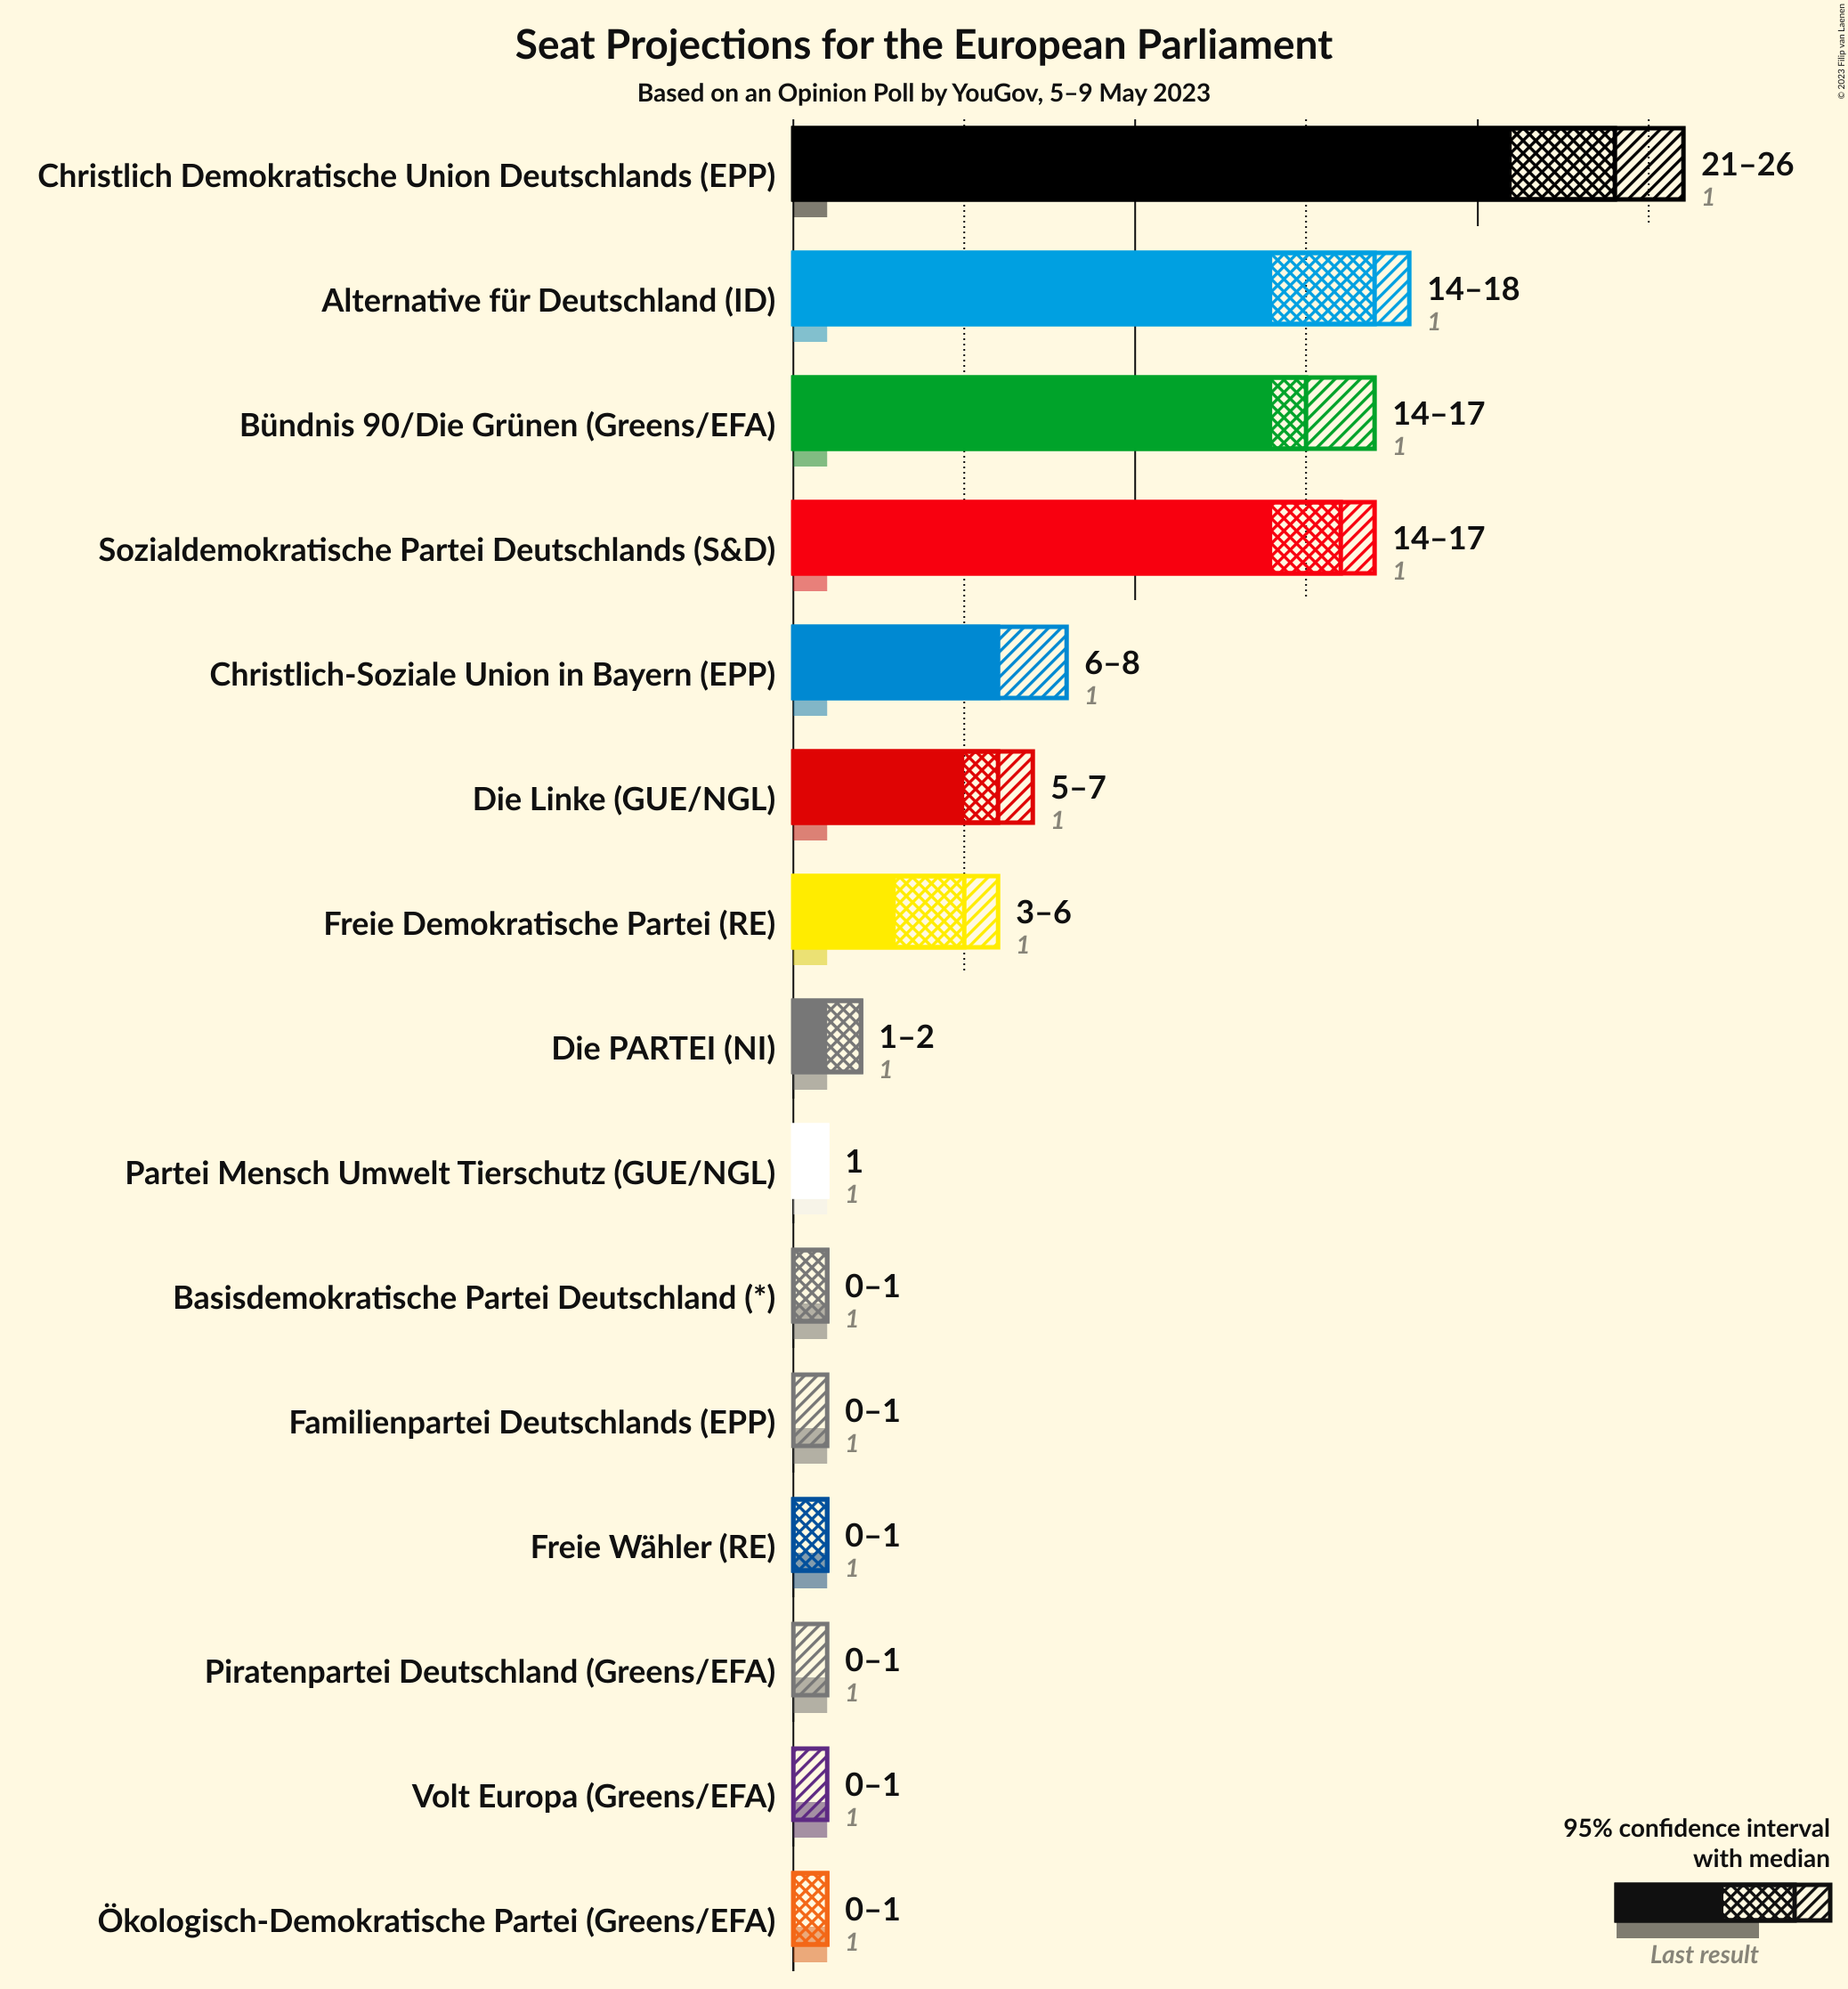 Seat Projections for the European Parliament
Based on an Opinion Poll by YouGov, 5–9 May 2023
© 2023 Filip van Laenen
Christlich Demokratische Union Deutschlands (EPP)
21–26
1
Alternative für Deutschland (ID)
14–18
1
Bündnis 90/Die Grünen (Greens/EFA)
14–17
1
Sozialdemokratische Partei Deutschlands (S&D)
14–17
1
Christlich-Soziale Union in Bayern (EPP)
6–8
1
Die Linke (GUE/NGL)
5–7
1
Freie Demokratische Partei (RE)
3–6
1
Die PARTEI (NI)
1–2
1
Partei Mensch Umwelt Tierschutz (GUE/NGL)
1
1
Basisdemokratische Partei Deutschland (*)
0–1
1
Familienpartei Deutschlands (EPP)
0–1
1
Freie Wähler (RE)
0–1
1
Piratenpartei Deutschland (Greens/EFA)
0–1
1
Volt Europa (Greens/EFA)
0–1
1
Ökologisch-Demokratische Partei (Greens/EFA)
0–1
1
95% confidence interval
with median
Last result